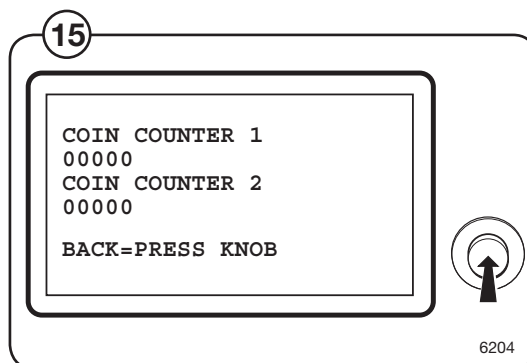 15
COIN COUNTER 1
00000
COIN COUNTER 2
00000
BACK=PRESS KNOB
6204